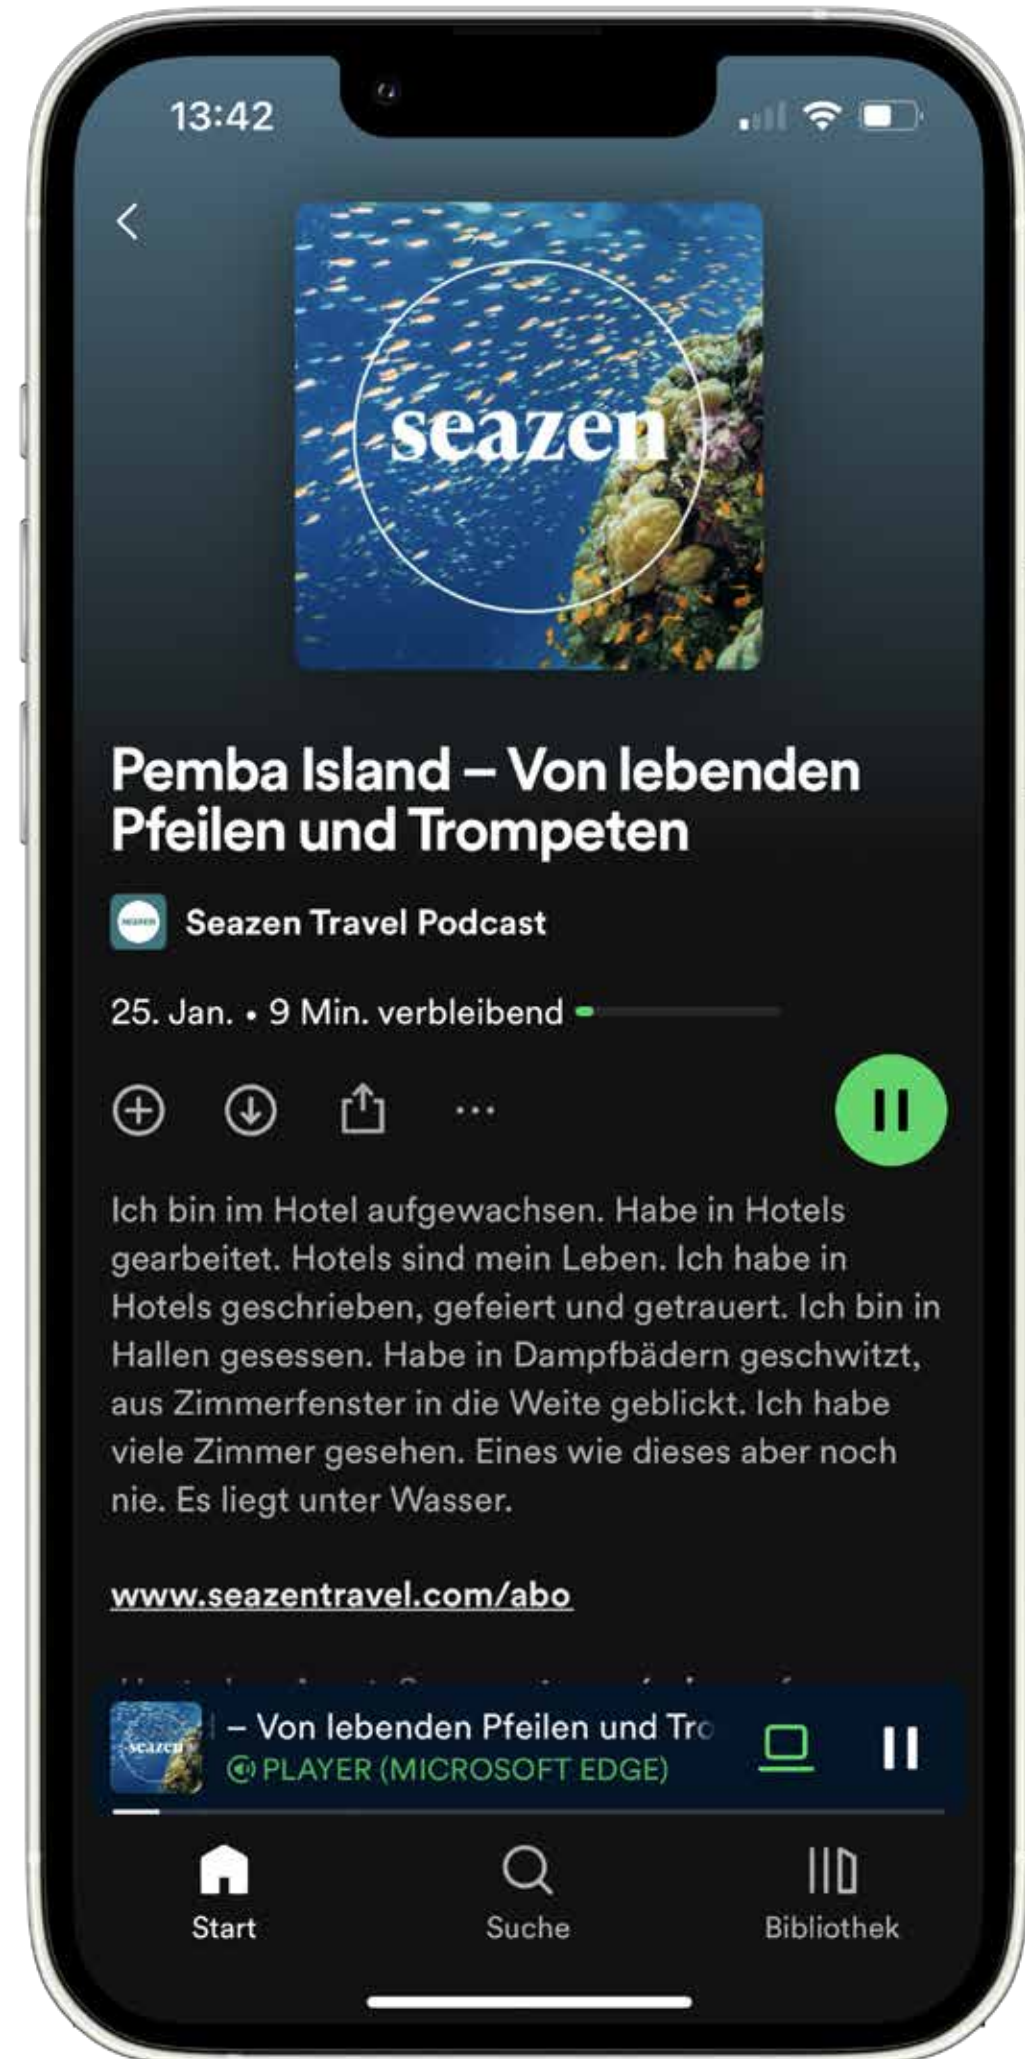 13:42
seazen
Pemba Island – Von lebenden
Pfeilen und Trompeten
Seazen Travel Podcast
25. Jan. • 9 Min. verbleibend
Ich bin im Hotel aufgewachsen. Habe in Hotels
gearbeitet. Hotels sind mein Leben. Ich habe in
Hotels geschrieben, gefeiert und getrauert. Ich bin in
Hallen gesessen. Habe in Dampfbädern geschwitzt,
aus Zimmerfenster in die Weite geblickt. Ich habe
viele Zimmer gesehen. Eines wie dieses aber noch
nie. Es liegt unter Wasser.
www.seazentravel.com/abo
seazen
– Von lebenden Pfeilen und Tro
PLAYER (MICROSOFT EDGE)
Start
Suche
Bibliothek